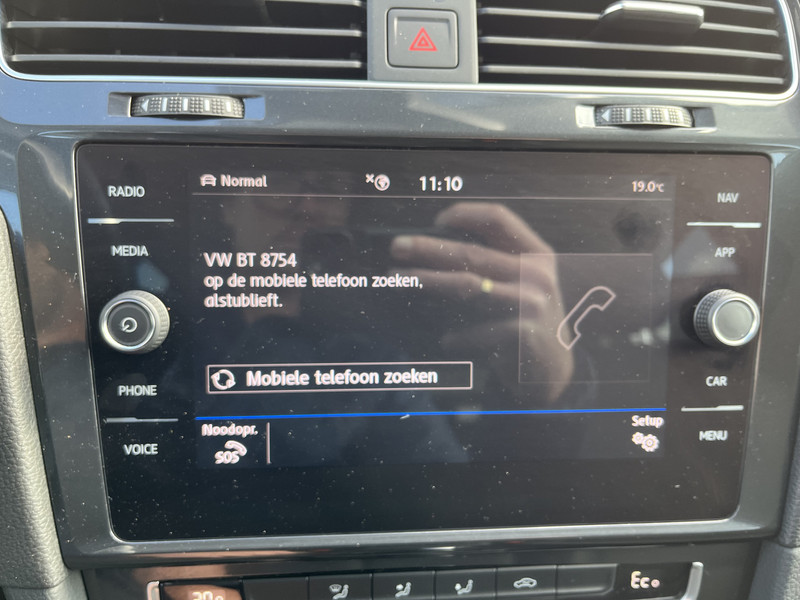 RADIO
MEDIA
PHONE
VOICE
Normal
11:10
19.0°C
VW BT 8754
op de mobiele telefoon zoeken,
alstublieft.
Mobiele telefoon zoeken
Noodopr.
SOS
Setup
NAV
APP
CAR
MENU